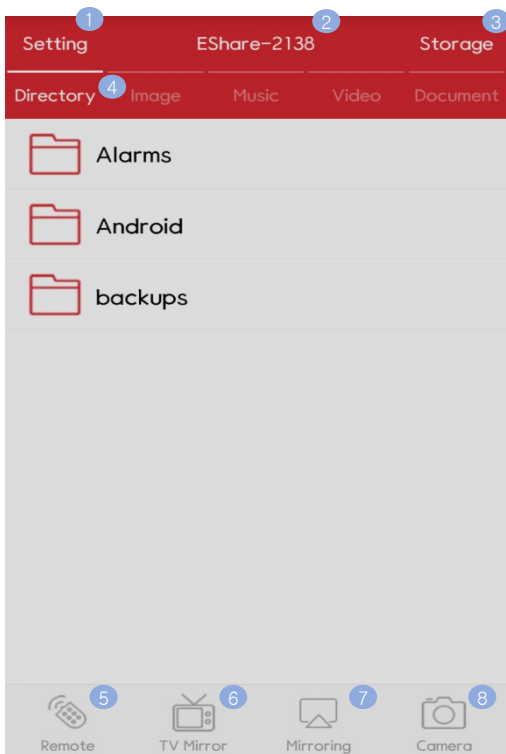 1 2 3
Setting EShare-2138 Storage
Directory 4 Image Music Video Document
Alarms
Android
backups
5 6 7 8
Remote TV Mirror Mirroring Camera